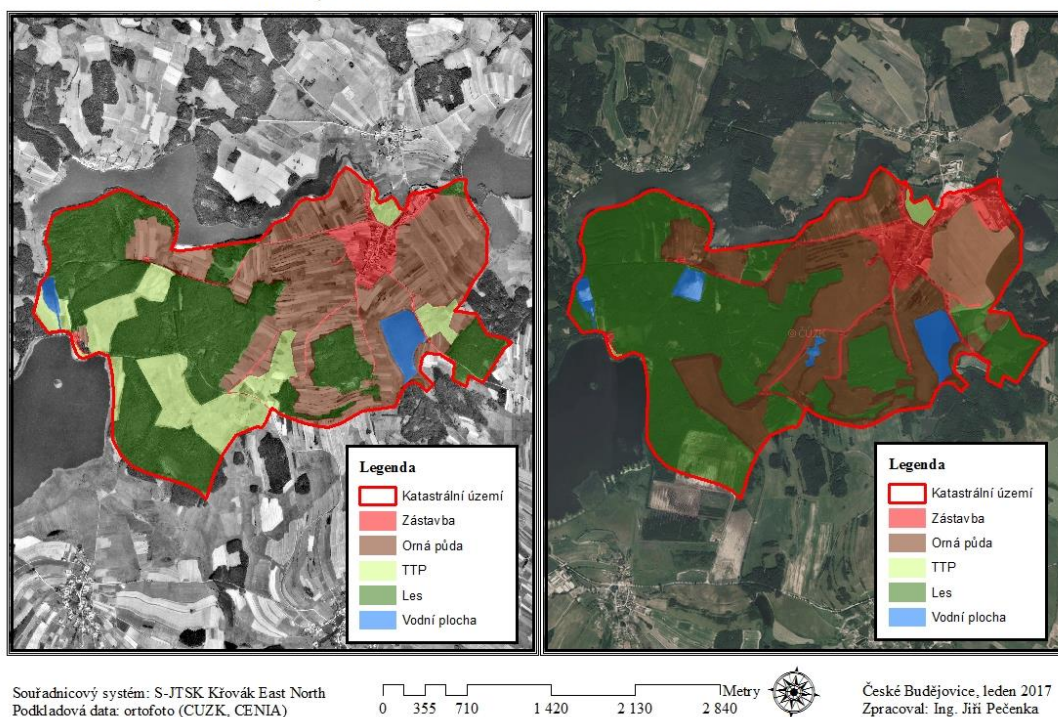 Legenda
Katastrální území
Zástavba
Orná půda
TTP
Les
Vodní plocha
Legenda
Katastrální území
Zástavba
Orná půda
TTP
Les
Vodní plocha
Souřadnicový systém: S-JTSK Křovák East North
Podkladová data: ortofoto (CUZK, CENIA)
Metry
0 355 710 1 420 2 130 2 840
České Budějovice, leden 2017
Zpracoval: Ing. Jiří Pečenka